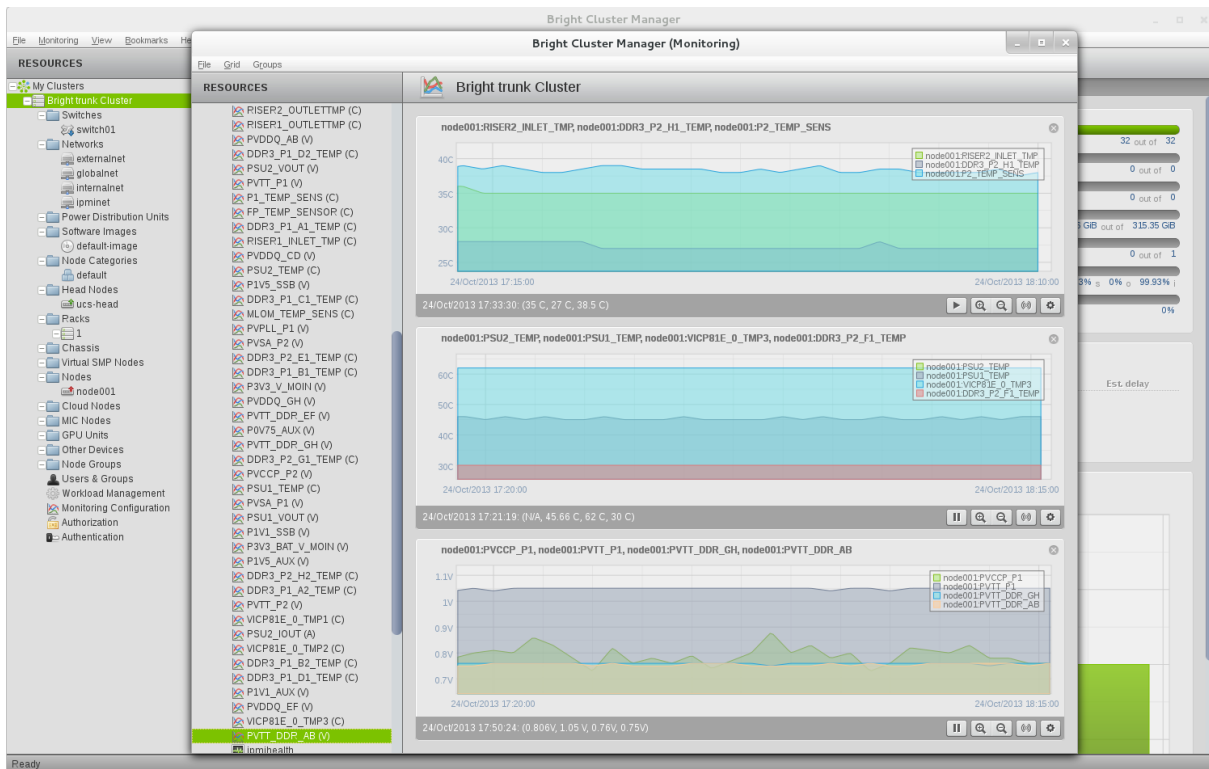 Bright Cluster Manager
File Monitoring View Bookmarks He
RESOURCES
My Clusters
Bright trunk Cluster
Switches
switch01
Networks
externalnet
globalnet
internalnet
ipminet
Power Distribution Units
Software Images
default-image
Node Categories
default
Head Nodes
ucs-head
Racks
1
Chassis
Virtual SMP Nodes
Nodes
node001
Cloud Nodes
MIC Nodes
GPU Units
Other Devices
Node Groups
Users & Groups
Workload Management
Monitoring Configuration
Authorization
Authentication
Ready
Bright Cluster Manager (Monitoring)
File Grid Groups
RESOURCES
RISER2_OUTLETTMP (C)
RISER1_OUTLETTMP (C)
PVDDQ_AB (V)
DDR3_P1_D2_TEMP (C)
PSU2_VOUT (V)
PVTT_P1 (V)
P1_TEMP_SENS (C)
FP_TEMP_SENSOR (C)
DDR3_P1_A1_TEMP (C)
RISER1_INLET_TMP (C)
PVDDQ_CD (V)
PSU2_TEMP (C)
P1V5_SSB (V)
DDR3_P1_C1_TEMP (C)
MLOM_TEMP_SENS (C)
PVPLL_P1 (V)
PVSA_P2 (V)
DDR3_P2_E1_TEMP (C)
DDR3_P1_B1_TEMP (C)
P3V3_V_MOIN (V)
PVDDQ_GH (V)
PVTT_DDR_EF (V)
P0V75_AUX (V)
PVTT_DDR_GH (V)
DDR3_P2_G1_TEMP (C)
PVCCP_P2 (V)
PSU1_TEMP (C)
PVSA_P1 (V)
PSU1_VOUT (V)
P1V1_SSB (V)
P3V3_BAT_V_MOIN (V)
P1V5_AUX (V)
DDR3_P2_H2_TEMP (C)
DDR3_P1_A2_TEMP (C)
PVTT_P2 (V)
VICP81E_0_TMP1 (C)
PSU2_IOUT (A)
VICP81E_0_TMP2 (C)
DDR3_P1_B2_TEMP (C)
DDR3_P1_D1_TEMP (C)
P1V1_AUX (V)
PVDDQ_EF (V)
VICP81E_0_TMP3 (C)
PVTT_DDR_AB (V)
ipmihealth
Bright trunk Cluster
node001:RISER2_INLET_TMP, node001:DDR3_P2_H1_TEMP, node001:P2_TEMP_SENS
node001:RISER2_INLET_TMP
node001:DDR3_P2_H1_TEMP
node001:P2_TEMP_SENS
40C
35C
30C
25C
24/Oct/2013 17:15:00 24/Oct/2013 18:10:00
24/Oct/2013 17:33:30: (35 C, 27 C, 38.5 C)
node001:PSU2_TEMP, node001:PSU1_TEMP, node001:VICP81E_0_TMP3, node001:DDR3_P2_F1_TEMP
node001:PSU2_TEMP
node001:PSU1_TEMP
node001:VICP81E_0_TMP3
node001:DDR3_P2_F1_TEMP
60C
50C
40C
30C
24/Oct/2013 17:20:00 24/Oct/2013 18:15:00
24/Oct/2013 17:21:19: (N/A, 45.66 C, 62 C, 30 C)
node001:PVCCP_P1, node001:PVTT_P1, node001:PVTT_DDR_GH, node001:PVTT_DDR_AB
node001:PVCCP_P1
node001:PVTT_P1
node001:PVTT_DDR_GH
node001:PVTT_DDR_AB
1.1V
1V
0.9V
0.8V
0.7V
24/Oct/2013 17:20:00 24/Oct/2013 18:15:00
24/Oct/2013 17:50:24: (0.806V, 1.05 V, 0.76V, 0.75V)
32 out of 32
0 out of 0
0 out of 0
GiB out of 315.35 GiB
0 out of 1
3% s 0% o 99.93% i
0%
Est. delay